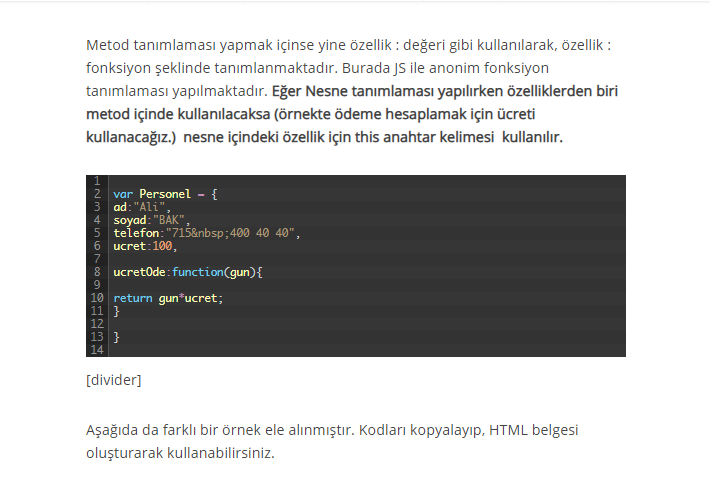 Metod tanımlaması yapmak içinse yine özellik : değeri gibi kullanılarak, özellik :
fonksiyon şeklinde tanımlanmaktadır. Burada JS ile anonim fonksiyon
tanımlaması yapılmaktadır. Eğer Nesne tanımlaması yapılırken özelliklerden biri
metod içinde kullanılacaksa (örnekte ödeme hesaplamak için ücreti
kullanacağız.)  nesne içindeki özellik için this anahtar kelimesi  kullanılır.
1
2 var Personel = {
3 ad:"Ali",
4 soyad:"BAK",
5 telefon:"715&nbsp;400 40 40",
6 ucret:100,
7
8 ucretOde:function(gun){
9
10 return gun*ucret;
11 }
12
13 }
14
[divider]
Aşağıda da farklı bir örnek ele alınmıştır. Kodları kopyalayıp, HTML belgesi
oluşturarak kullanabilirsiniz.